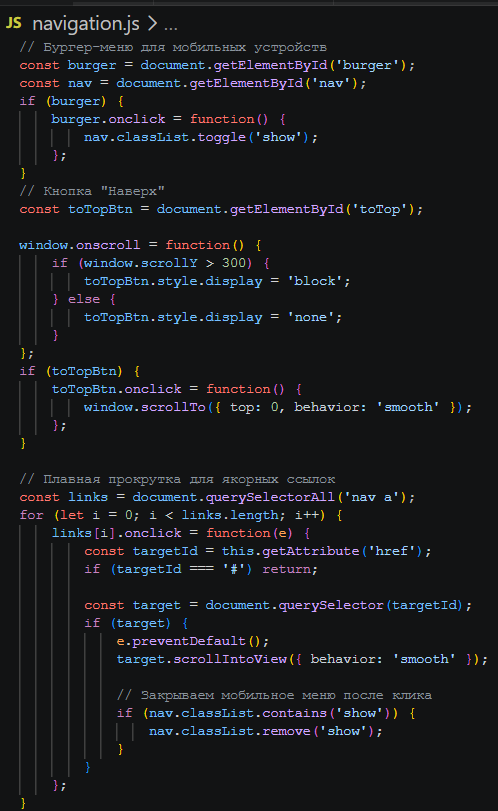 JS navigation.js > ...
// Бургер-меню для мобильных устройств
const burger = document.getElementById('burger');
const nav = document.getElementById('nav');
if (burger) {
    burger.onclick = function() {
        nav.classList.toggle('show');
    };
}
// Кнопка "Наверх"
const toTopBtn = document.getElementById('toTop');

window.onscroll = function() {
    if (window.scrollY > 300) {
        toTopBtn.style.display = 'block';
    } else {
        toTopBtn.style.display = 'none';
    }
};
if (toTopBtn) {
    toTopBtn.onclick = function() {
        window.scrollTo({ top: 0, behavior: 'smooth' });
    };
}

// Плавная прокрутка для якорных ссылок
const links = document.querySelectorAll('nav a');
for (let i = 0; i < links.length; i++) {
    links[i].onclick = function(e) {
        const targetId = this.getAttribute('href');
        if (targetId === '#') return;

        const target = document.querySelector(targetId);
        if (target) {
            e.preventDefault();
            target.scrollIntoView({ behavior: 'smooth' });

            // Закрываем мобильное меню после клика
            if (nav.classList.contains('show')) {
                nav.classList.remove('show');
            }
        }
    };
}